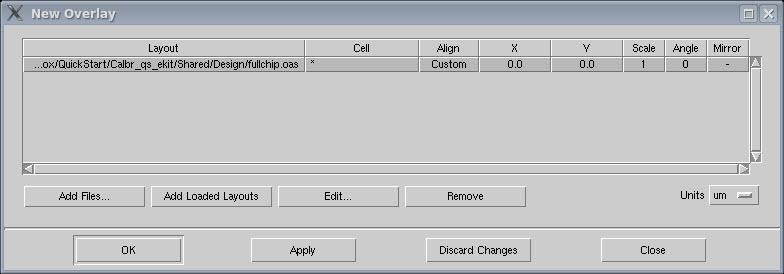 New Overlay
Layout Cell Align X Y Scale Angle Mirror
...ox/QuickStart/Calbr_qs_ekit/Shared/Design/fullchip.oas * Custom 0.0 0.0 1 0 -
Add Files... Add Loaded Layouts Edit... Remove Units um
OK Apply Discard Changes Close